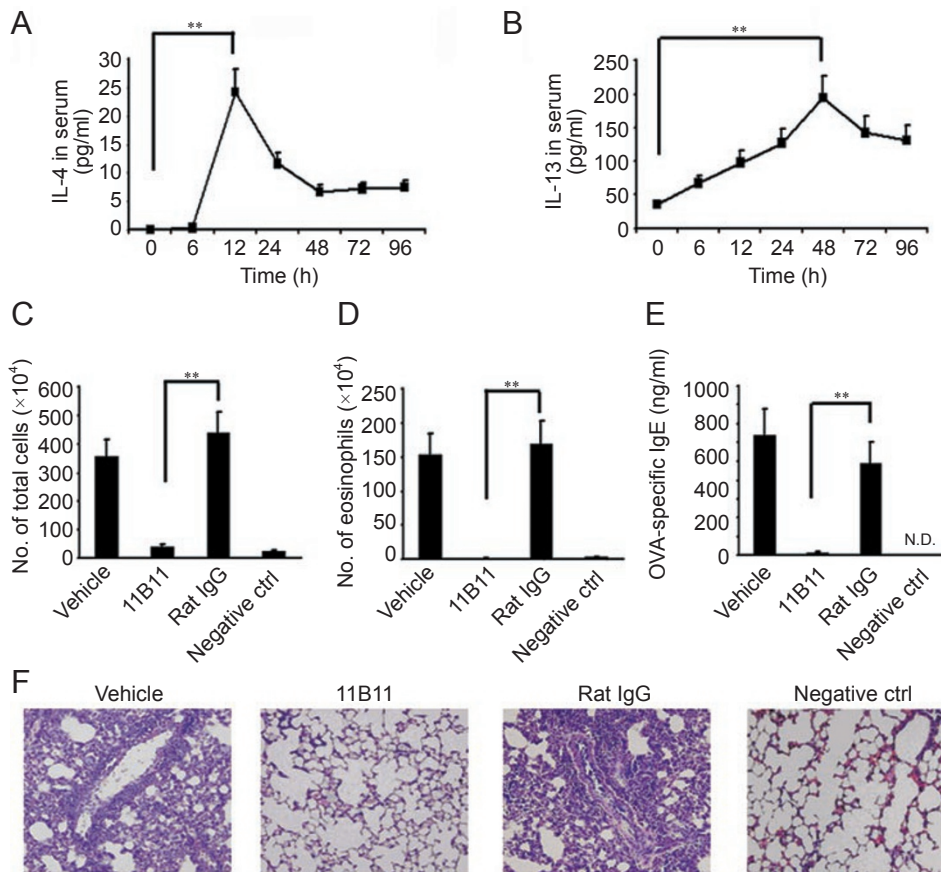 A
**
IL-4 in serum
(pg/ml)
30
25
20
15
10
5
0
0 6 12 24 48 72 96
Time (h)
B
**
IL-13 in serum
(pg/ml)
250
200
150
100
50
0
0 6 12 24 48 72 96
Time (h)
C
No. of total cells (×10⁴)
600
500
400
300
200
100
0
**
Vehicle
11B11
Rat IgG
Negative ctrl
D
No. of eosinophils (×10⁴)
250
200
150
100
50
0
**
Vehicle
11B11
Rat IgG
Negative ctrl
E
OVA-specific IgE (ng/ml)
1000
800
600
400
200
0
**
N.D.
Vehicle
11B11
Rat IgG
Negative ctrl
F
Vehicle 11B11 Rat IgG Negative ctrl